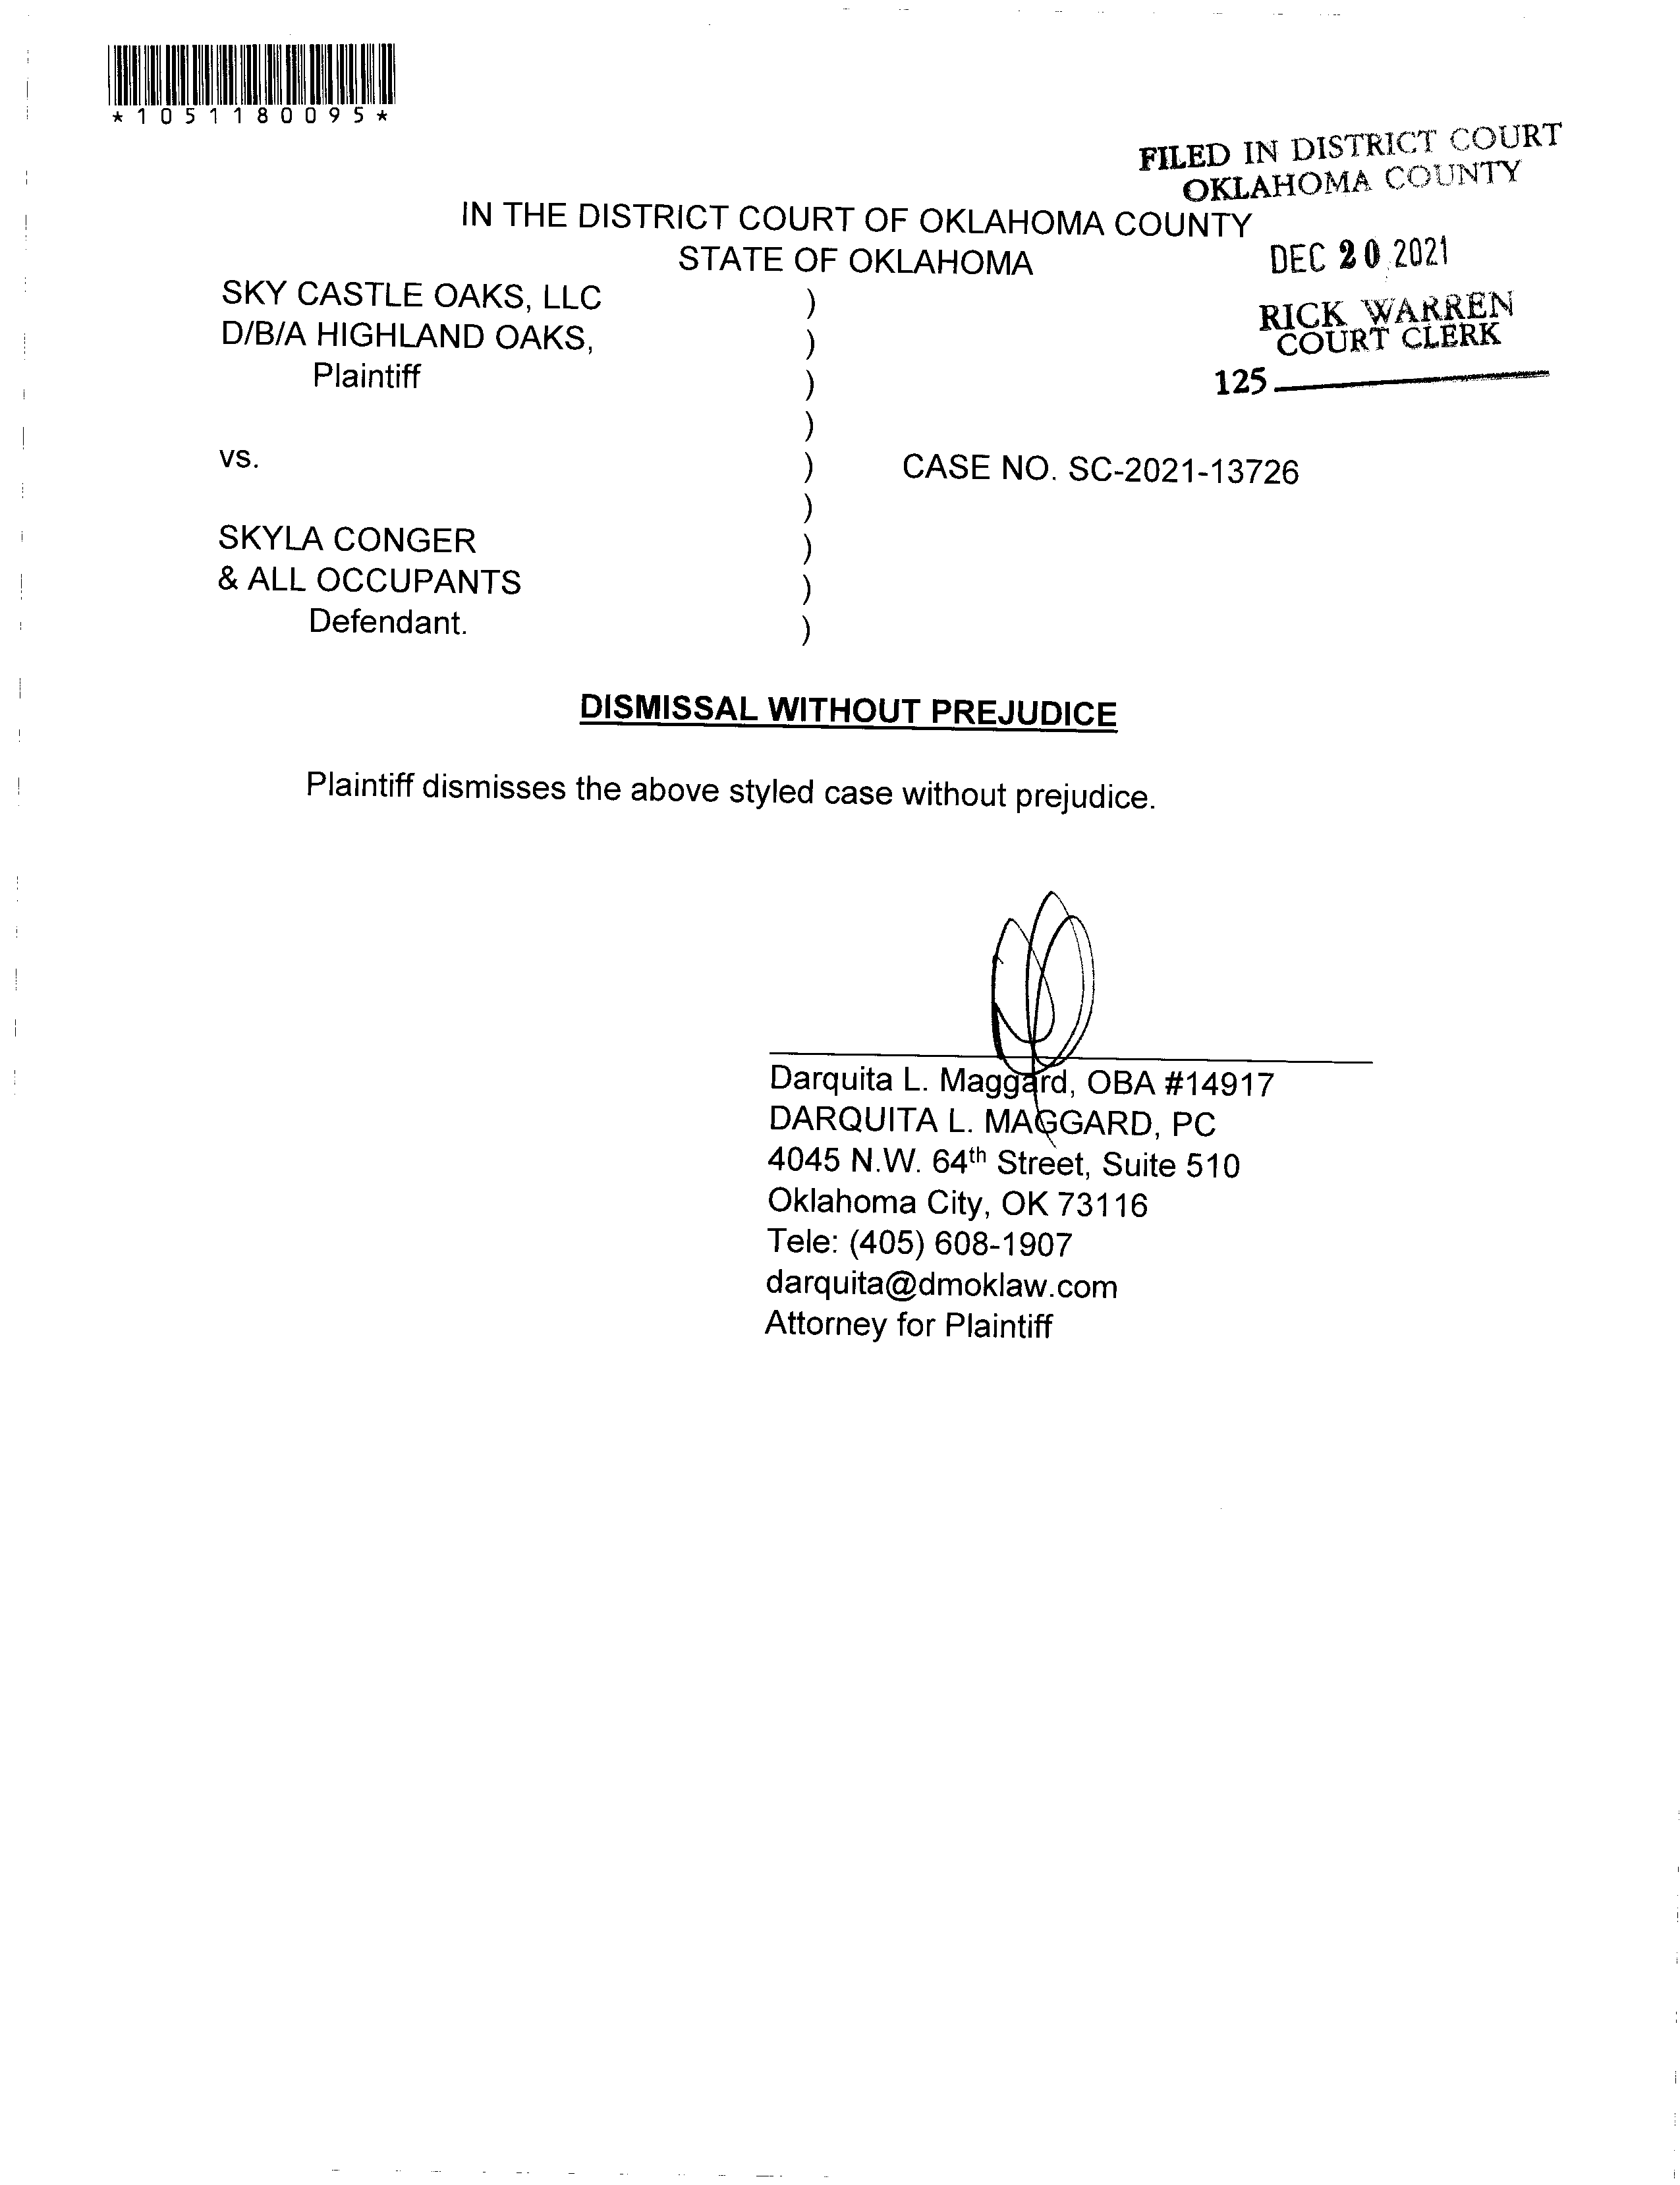 *1051180095*
FILED IN DISTRICT COURT
OKLAHOMA COUNTY
IN THE DISTRICT COURT OF OKLAHOMA COUNTY
STATE OF OKLAHOMA
DEC 20 2021
RICK WARREN
COURT CLERK
125
SKY CASTLE OAKS, LLC )
D/B/A HIGHLAND OAKS, )
Plaintiff )
)
vs. ) CASE NO. SC-2021-13726
)
SKYLA CONGER )
& ALL OCCUPANTS )
Defendant. )
DISMISSAL WITHOUT PREJUDICE
Plaintiff dismisses the above styled case without prejudice.
Darquita L. Maggard, OBA #14917
DARQUITA L. MAGGARD, PC
4045 N.W. 64th Street, Suite 510
Oklahoma City, OK 73116
Tele: (405) 608-1907
darquita@dmoklaw.com
Attorney for Plaintiff